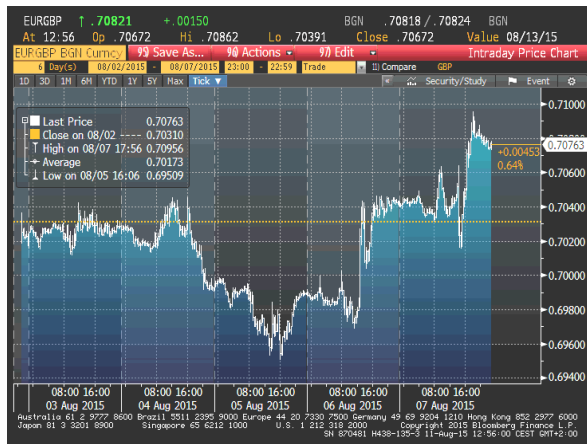 EURGBP ↑ .70821 +.00150 BGN .70818/.70824 BGN
At 12:56 Op .70672 Hi .70862 Lo .70391 Close .70672 Value 08/13/15
EURGBP BGN Curncy 95) Save As... 96) Actions 97) Edit Intraday Price Chart
6 Day(s) 08/02/2015 - 08/07/2015 23:00 - 22:59 Trade 11) Compare GBP
1D 3D 1M 6M YTD 1Y 5Y Max Tick ▼ « Security/Study Event
Last Price 0.70763
Close on 08/02 ---- 0.70310
High on 08/07 17:56 0.70956
Average 0.70173
Low on 08/05 16:06 0.69509
0.71000
0.70763
+0.00453
0.64%
0.70600
0.70400
0.70200
0.70000
0.69800
0.69600
0.69400
08:00 16:00 08:00 16:00 08:00 16:00 08:00 16:00 08:00 16:00
03 Aug 2015 04 Aug 2015 05 Aug 2015 06 Aug 2015 07 Aug 2015
Australia 61 2 9777 8600 Brazil 5511 2395 9000 Europe 44 20 7330 7500 Germany 49 69 9204 1210 Hong Kong 852 2977 6000
Japan 81 3 3201 8900 Singapore 65 6212 1000 U.S. 1 212 318 2000 Copyright 2015 Bloomberg Finance L.P.
SN 870481 H438-135-3 11-Aug-15 12:56:00 CEST GMT+2:00